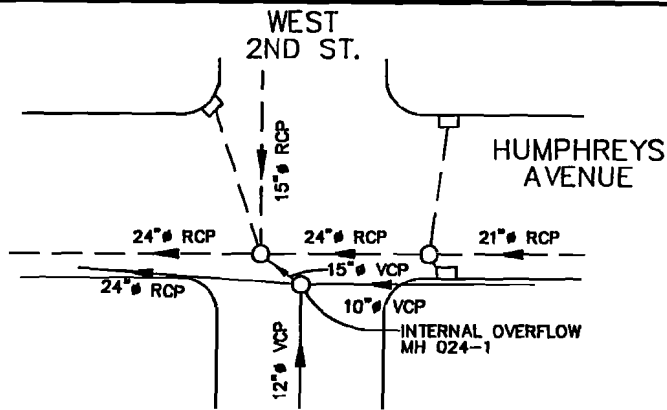 WEST
2ND ST.
15"ø RCP
HUMPHREYS
AVENUE
24"ø RCP
24"ø RCP
21"ø RCP
15"ø VCP
24"ø RCP
10"ø VCP
INTERNAL OVERFLOW
MH 024-1
12"ø VCP